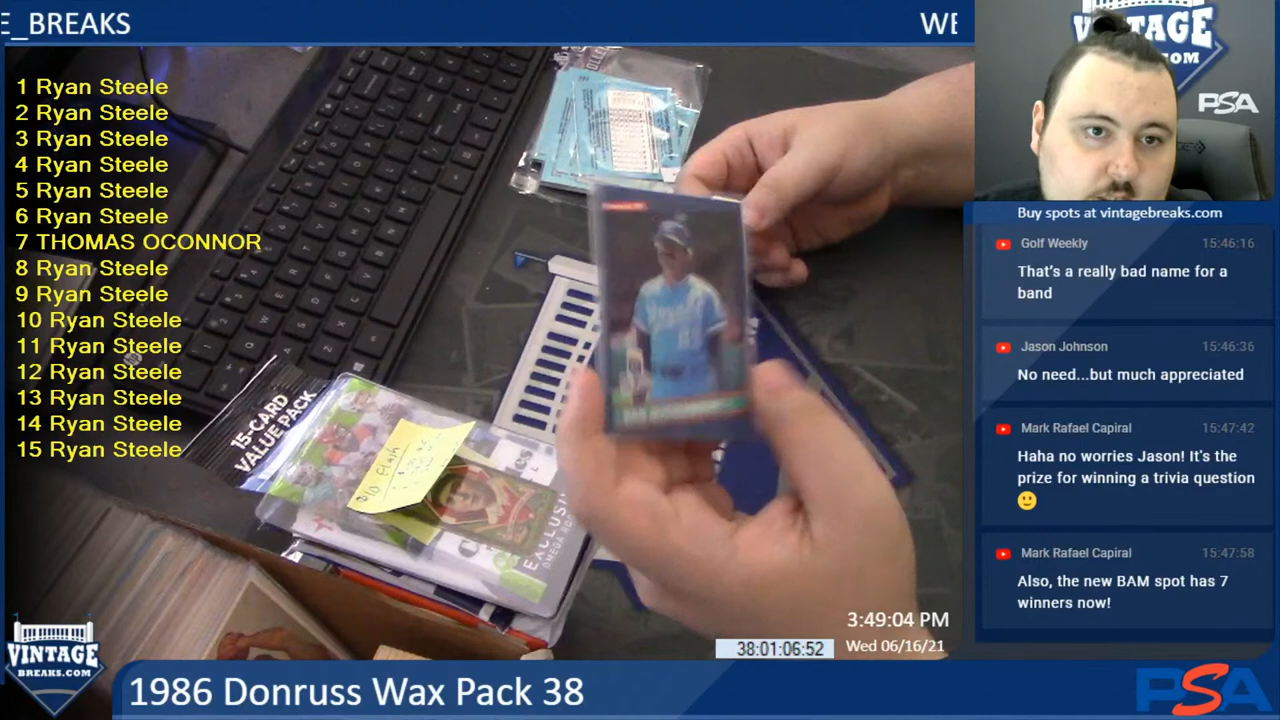 E_BREAKS
WE
1 Ryan Steele
2 Ryan Steele
3 Ryan Steele
4 Ryan Steele
5 Ryan Steele
6 Ryan Steele
7 THOMAS OCONNOR
8 Ryan Steele
9 Ryan Steele
10 Ryan Steele
11 Ryan Steele
12 Ryan Steele
13 Ryan Steele
14 Ryan Steele
15 Ryan Steele
15-CARD
VALUE PACK
$10 Flash
EXCLUSIV
TAGE
.COM
PSA
Buy spots at vintagebreaks.com
Golf Weekly 15:46:16
That's a really bad name for a
band
Jason Johnson 15:46:36
No need...but much appreciated
Mark Rafael Capiral 15:47:42
Haha no worries Jason! It's the
prize for winning a trivia question
🙂
Mark Rafael Capiral 15:47:58
Also, the new BAM spot has 7
winners now!
3:49:04 PM
38:01:06:52 Wed 06/16/21
VINTAGE
BREAKS.COM
1986 Donruss Wax Pack 38
PSA